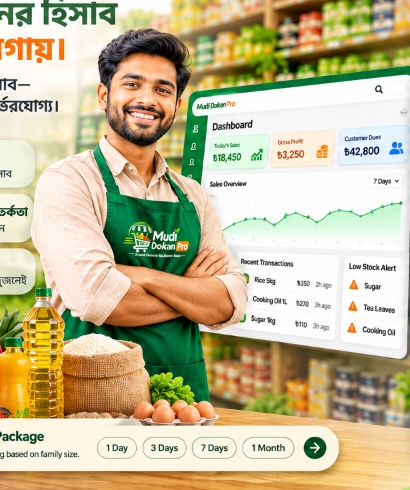 নের হিসাব
গায়।
াব—
র্ভরযোগ্য।
সাব
তর্কতা
ন
জনেই
Mudi Dokan Pro
Dashboard
Today's Sales
৳18,450
Gross Profit
৳3,250
Customer Dues
৳42,800
Sales Overview
7 Days
Recent Transactions
Rice 5kg ৳350 2h ago
Cooking Oil 1L ৳270 3h ago
Sugar 1kg ৳110 3h ago
Low Stock Alert
Sugar
Tea Leaves
Cooking Oil
Mudi
Dokan Pro
Package
g based on family size.
1 Day
3 Days
7 Days
1 Month